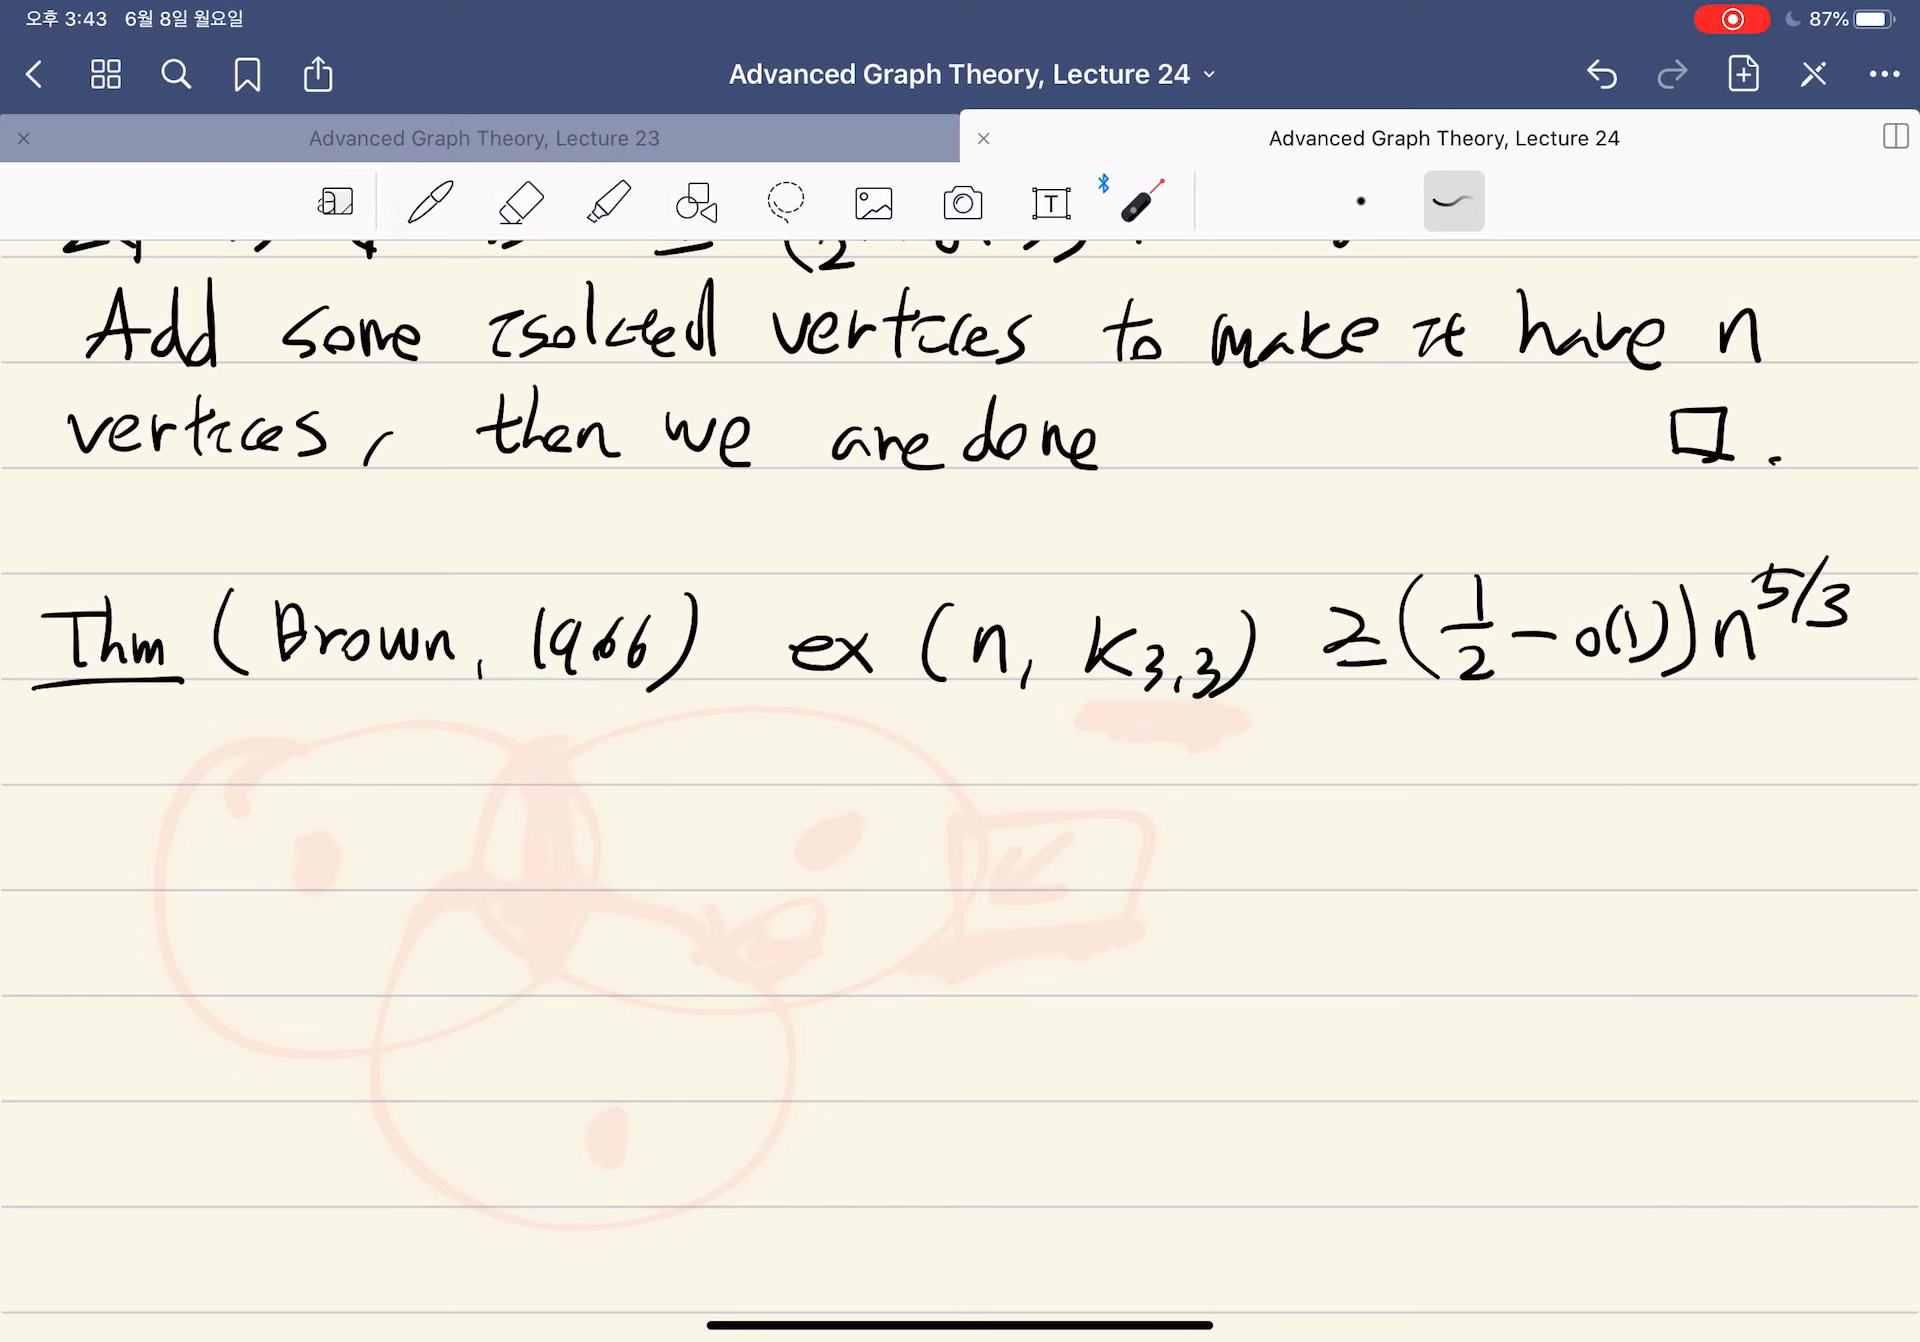 오후 3:43 6월 8일 월요일 87%
Advanced Graph Theory, Lecture 24
Advanced Graph Theory, Lecture 23 Advanced Graph Theory, Lecture 24
Add some isolated vertices to make it have n
vertices, then we are done □.
Thm (Brown, 1966) ex (n, K3,3) ≥ (1/2 - o(1)) n^5/3